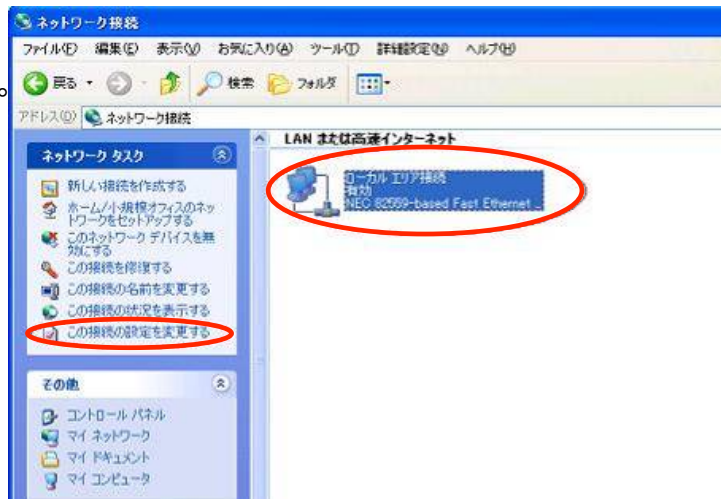 ネットワーク接続
ファイル(F) 編集(E) 表示(V) お気に入り(A) ツール(T) 詳細設定(N) ヘルプ(H)
戻る 検索 フォルダ
アドレス(D) ネットワーク接続
ネットワーク タスク
新しい接続を作成する
ホーム/小規模オフィスのネッ
トワークをセットアップする
このネットワーク デバイスを無
効にする
この接続を修復する
この接続の名前を変更する
この接続の状況を表示する
この接続の設定を変更する
その他
コントロール パネル
マイ ネットワーク
マイ ドキュメント
マイ コンピュータ
LAN または高速インターネット
ローカル エリア接続
有効
NEC 82559-based Fast Ethernet ...